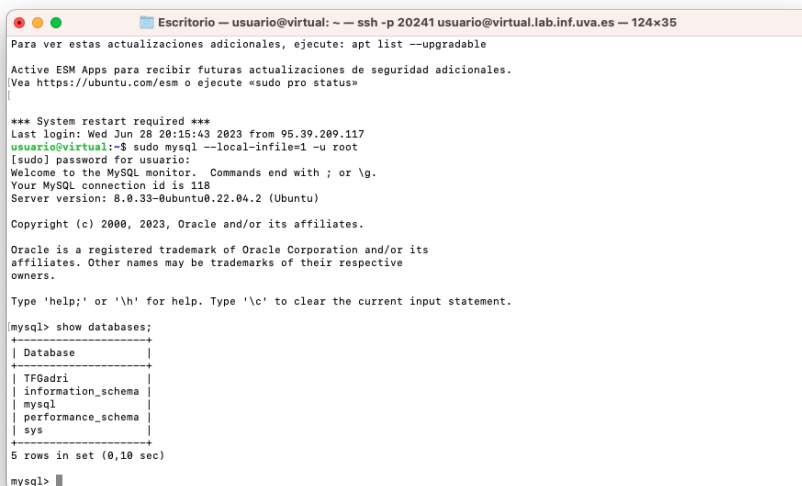 Escritorio — usuario@virtual: ~ — ssh -p 20241 usuario@virtual.lab.inf.uva.es — 124×35
Para ver estas actualizaciones adicionales, ejecute: apt list --upgradable
Active ESM Apps para recibir futuras actualizaciones de seguridad adicionales.
[Vea https://ubuntu.com/esm o ejecute «sudo pro status»
[
*** System restart required ***
Last login: Wed Jun 28 20:15:43 2023 from 95.39.209.117
usuario@virtual:~$ sudo mysql --local-infile=1 -u root
[sudo] password for usuario:
Welcome to the MySQL monitor.  Commands end with ; or \g.
Your MySQL connection id is 118
Server version: 8.0.33-0ubuntu0.22.04.2 (Ubuntu)
Copyright (c) 2000, 2023, Oracle and/or its affiliates.
Oracle is a registered trademark of Oracle Corporation and/or its
affiliates. Other names may be trademarks of their respective
owners.
Type 'help;' or '\h' for help. Type '\c' to clear the current input statement.
[mysql> show databases;
+--------------------+
| Database           |
+--------------------+
| TFGadri            |
| information_schema |
| mysql              |
| performance_schema |
| sys                |
+--------------------+
5 rows in set (0,10 sec)
mysql>